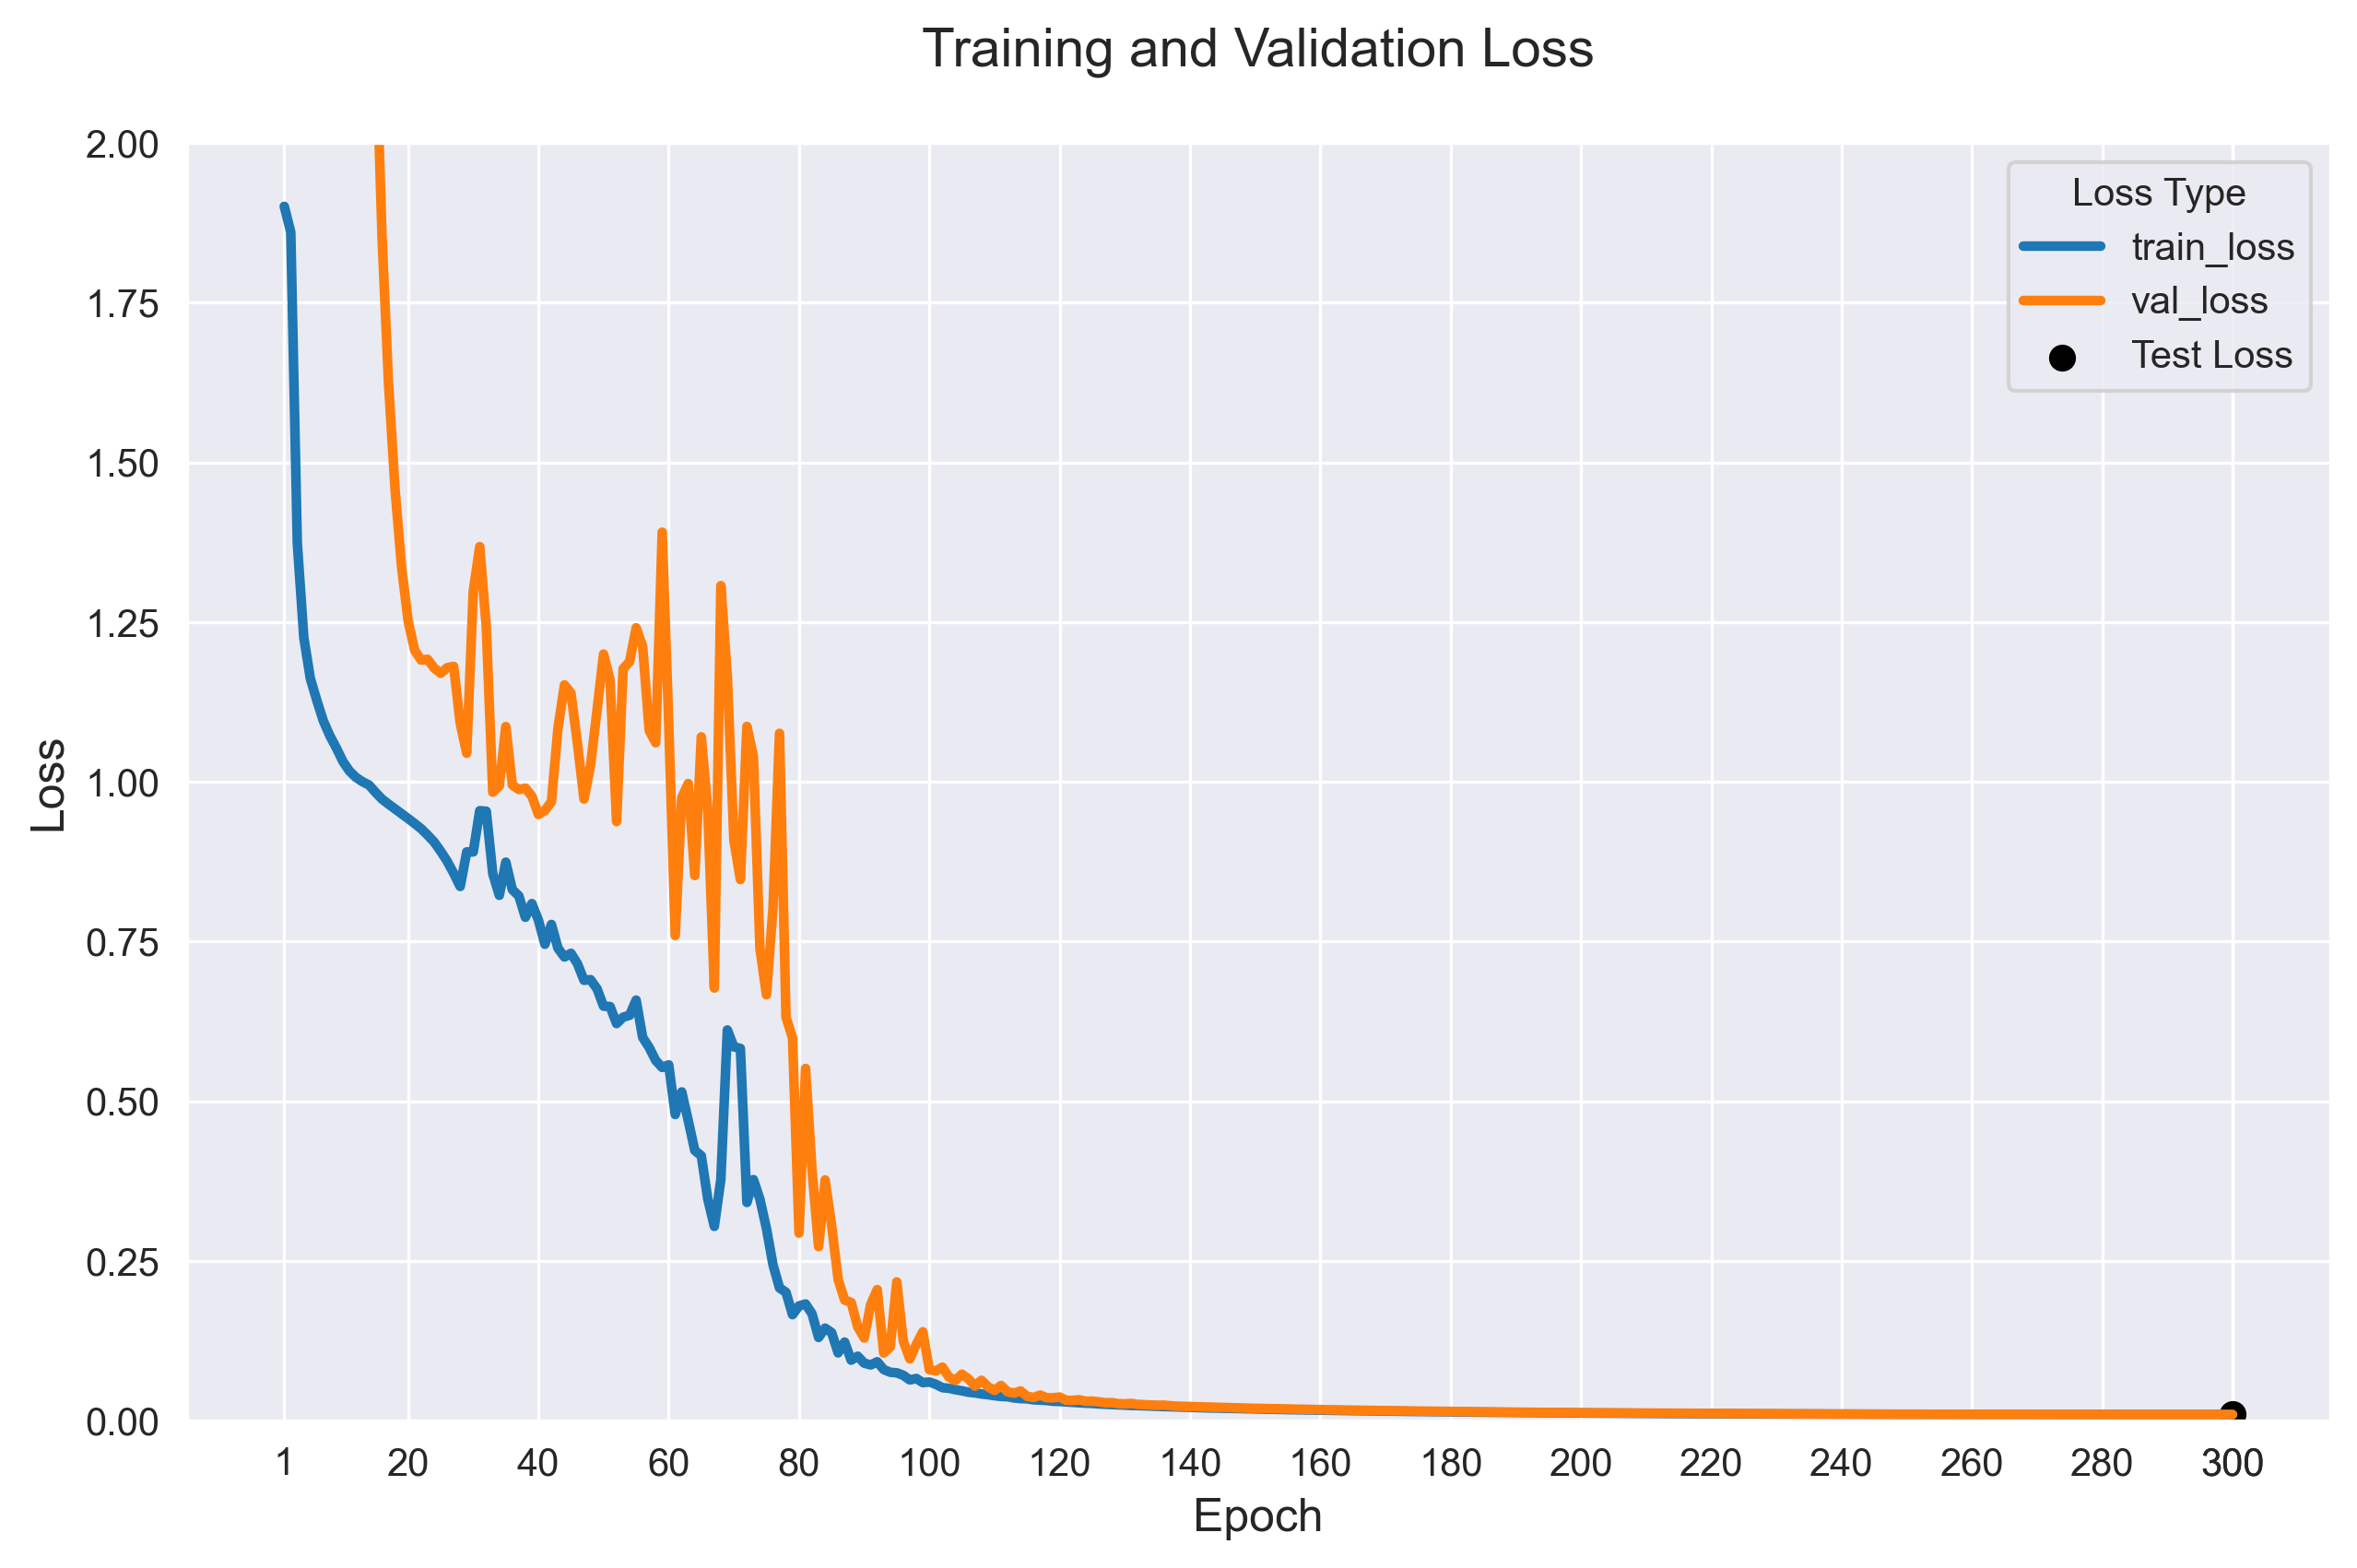 Training and Validation Loss
2.00
1.75
1.50
1.25
1.00
0.75
0.50
0.25
0.00
Loss
Loss Type
train_loss
val_loss
Test Loss
1 20 40 60 80 100 120 140 160 180 200 220 240 260 280 300
Epoch